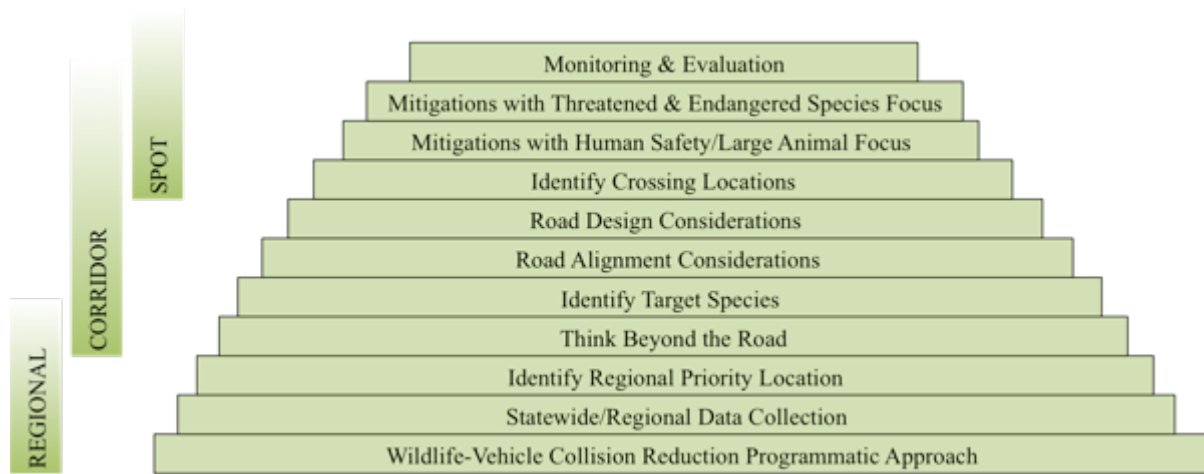 Monitoring & Evaluation
Mitigations with Threatened & Endangered Species Focus
Mitigations with Human Safety/Large Animal Focus
Identify Crossing Locations
Road Design Considerations
Road Alignment Considerations
Identify Target Species
Think Beyond the Road
Identify Regional Priority Location
Statewide/Regional Data Collection
Wildlife-Vehicle Collision Reduction Programmatic Approach
SPOT
CORRIDOR
REGIONAL